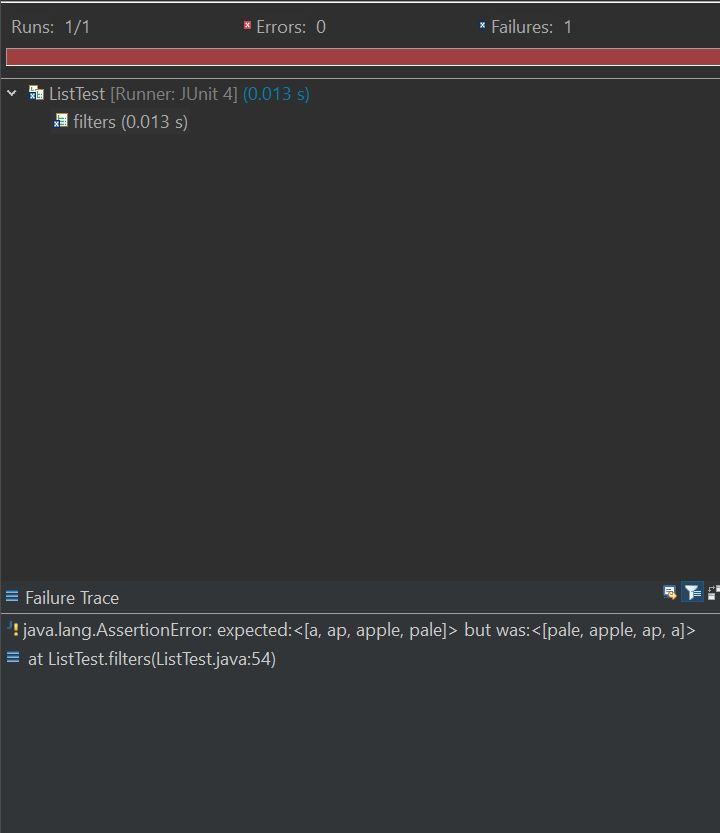 Runs: 1/1 Errors: 0 Failures: 1
ListTest [Runner: JUnit 4] (0.013 s)
filters (0.013 s)
Failure Trace
java.lang.AssertionError: expected:<[a, ap, apple, pale]> but was:<[pale, apple, ap, a]>
at ListTest.filters(ListTest.java:54)